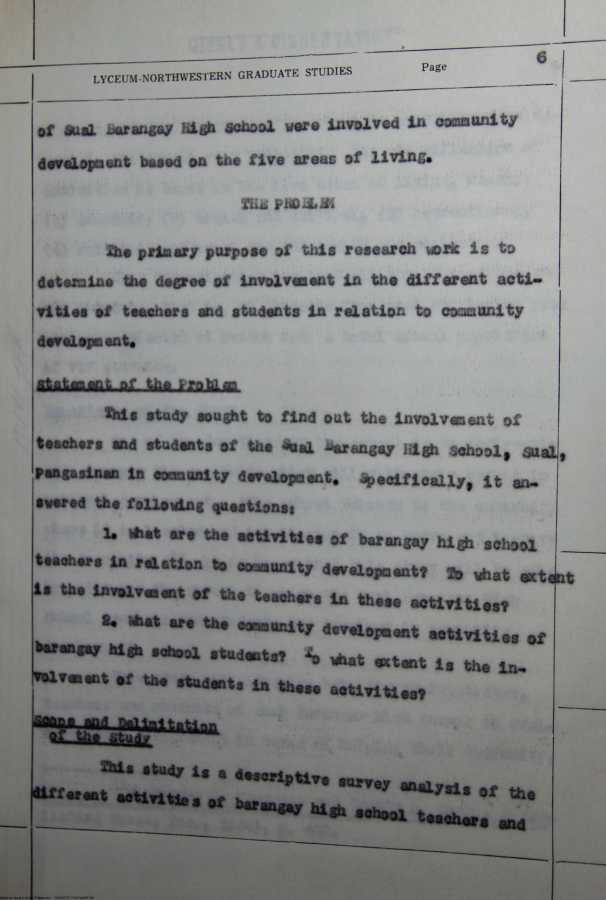 LYCEUM-NORTHWESTERN GRADUATE STUDIES Page 6
of Sual Barangay High School were involved in community
development based on the five areas of living.
THE PROBLEM
The primary purpose of this research work is to
determine the degree of involvement in the different acti-
vities of teachers and students in relation to community
development.
Statement of the Problem
This study sought to find out the involvement of
teachers and students of the Sual Barangay High School, Sual,
Pangasinan in community development. Specifically, it an-
swered the following questions:
1. What are the activities of barangay high school
teachers in relation to community development? To what extent
is the involvement of the teachers in these activities?
2. What are the community development activities of
barangay high school students? To what extent is the in-
volvement of the students in these activities?
Scope and Delimitation
of the Study
This study is a descriptive survey analysis of the
different activities of barangay high school teachers and